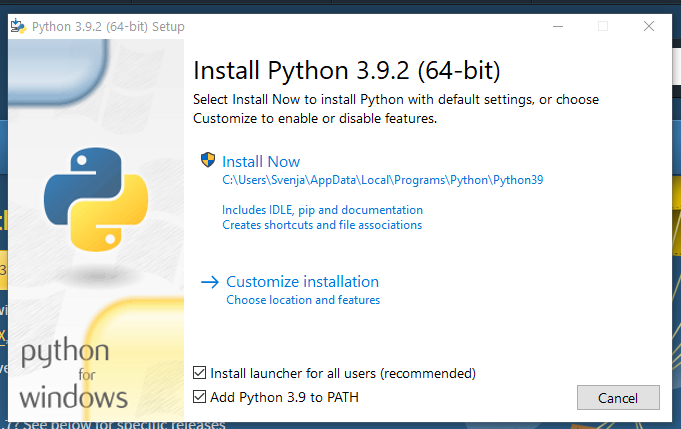 Python 3.9.2 (64-bit) Setup
Install Python 3.9.2 (64-bit)
Select Install Now to install Python with default settings, or choose
Customize to enable or disable features.
Install Now
C:\Users\Svenja\AppData\Local\Programs\Python\Python39
Includes IDLE, pip and documentation
Creates shortcuts and file associations
Customize installation
Choose location and features
python
for
windows
Install launcher for all users (recommended)
Add Python 3.9 to PATH
Cancel
See below for specific releases